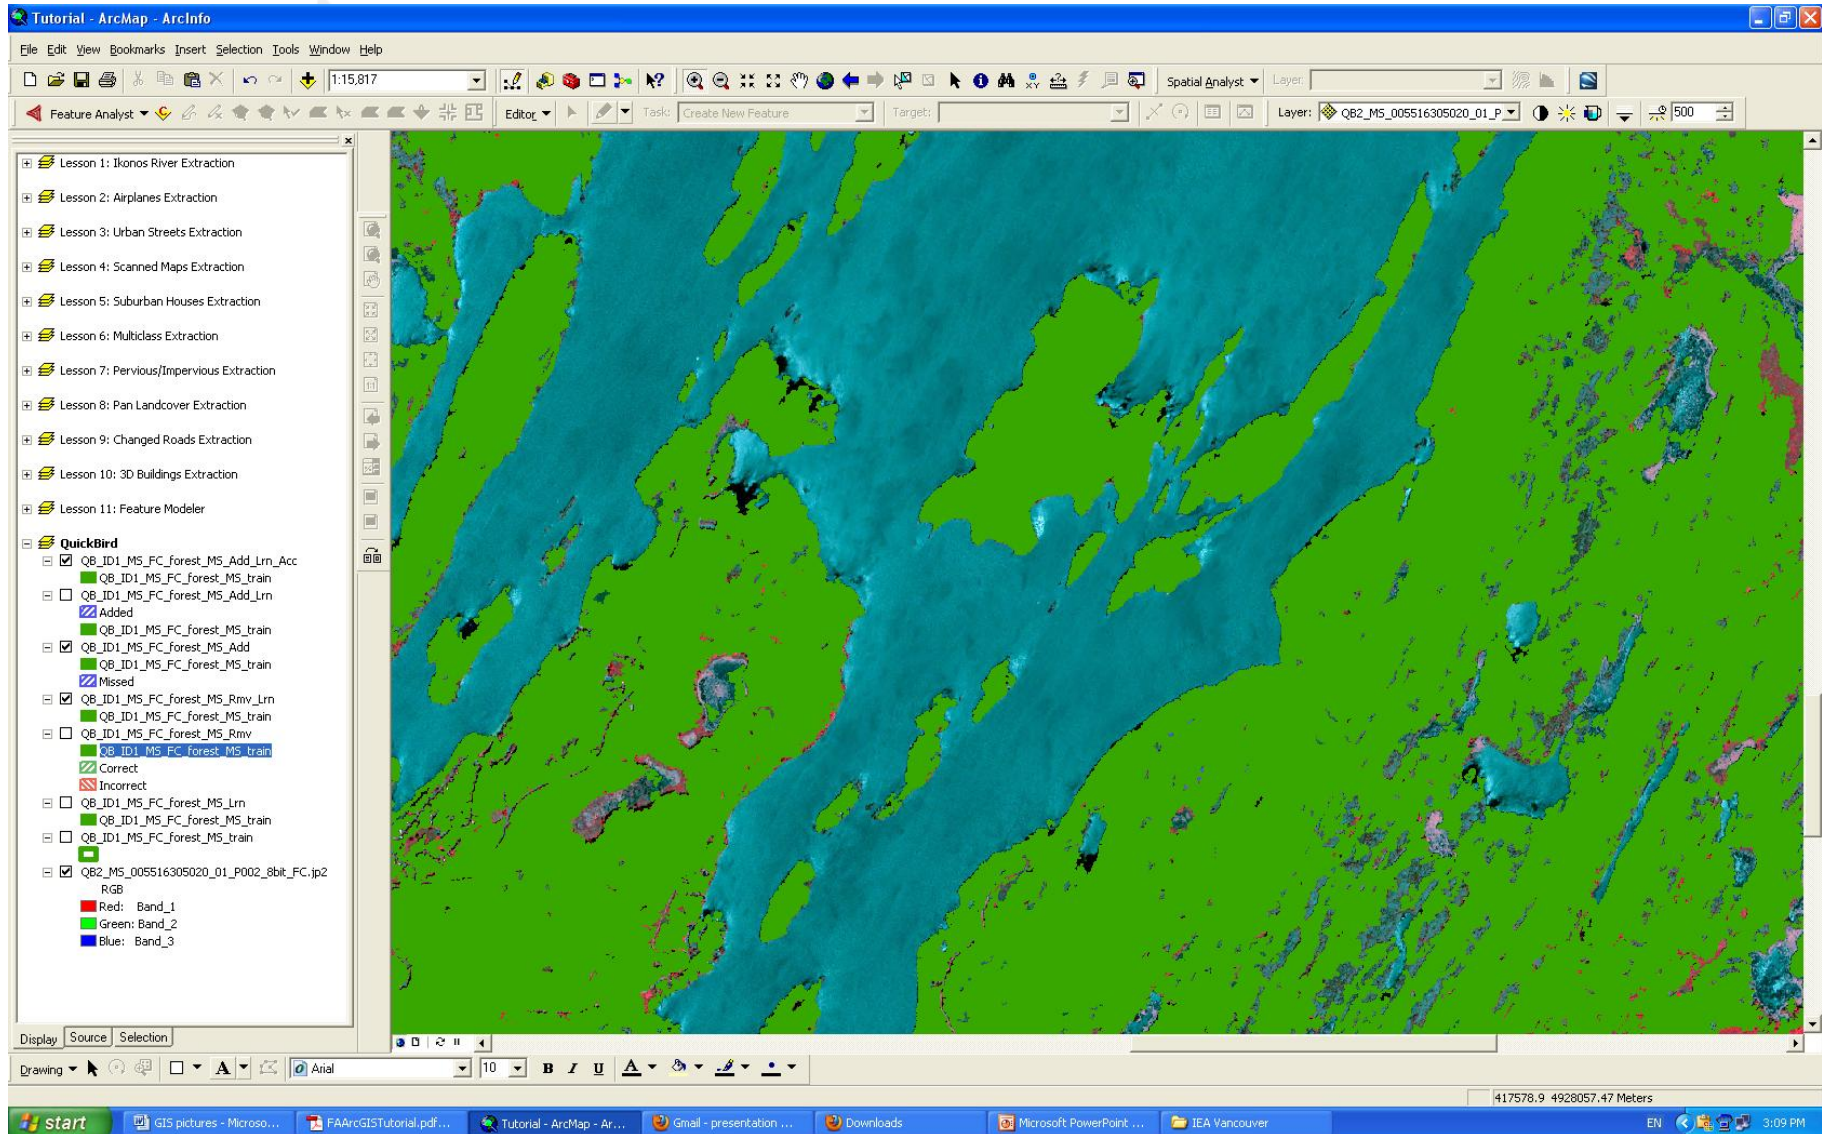 Tutorial - ArcMap - ArcInfo
File Edit View Bookmarks Insert Selection Tools Window Help
1:15,817
Spatial Analyst
Layer:
Feature Analyst
Editor
Task: Create New Feature
Target:
Layer: QB2_MS_005516305020_01_P
500
Lesson 1: Ikonos River Extraction
Lesson 2: Airplanes Extraction
Lesson 3: Urban Streets Extraction
Lesson 4: Scanned Maps Extraction
Lesson 5: Suburban Houses Extraction
Lesson 6: Multiclass Extraction
Lesson 7: Pervious/Impervious Extraction
Lesson 8: Pan Landcover Extraction
Lesson 9: Changed Roads Extraction
Lesson 10: 3D Buildings Extraction
Lesson 11: Feature Modeler
QuickBird
QB_ID1_MS_FC_forest_MS_Add_Lrn_Acc
QB_ID1_MS_FC_forest_MS_train
QB_ID1_MS_FC_forest_MS_Add_Lrn
Added
QB_ID1_MS_FC_forest_MS_train
QB_ID1_MS_FC_forest_MS_Add
QB_ID1_MS_FC_forest_MS_train
Missed
QB_ID1_MS_FC_forest_MS_Rmv_Lrn
QB_ID1_MS_FC_forest_MS_train
QB_ID1_MS_FC_forest_MS_Rmv
QB_ID1_MS_FC_forest_MS_train
Correct
Incorrect
QB_ID1_MS_FC_forest_MS_Lrn
QB_ID1_MS_FC_forest_MS_train
QB_ID1_MS_FC_forest_MS_train
QB2_MS_005516305020_01_P002_8bit_FC.jp2
RGB
Red: Band_1
Green: Band_2
Blue: Band_3
1:1
Display Source Selection
Drawing
A
Arial
10
B I U A
417578.9 4928057.47 Meters
start
GIS pictures - Microso...
FAArcGISTutorial.pdf...
Tutorial - ArcMap - Ar...
Gmail - presentation ...
Downloads
Microsoft PowerPoint ...
IEA Vancouver
EN
3:09 PM